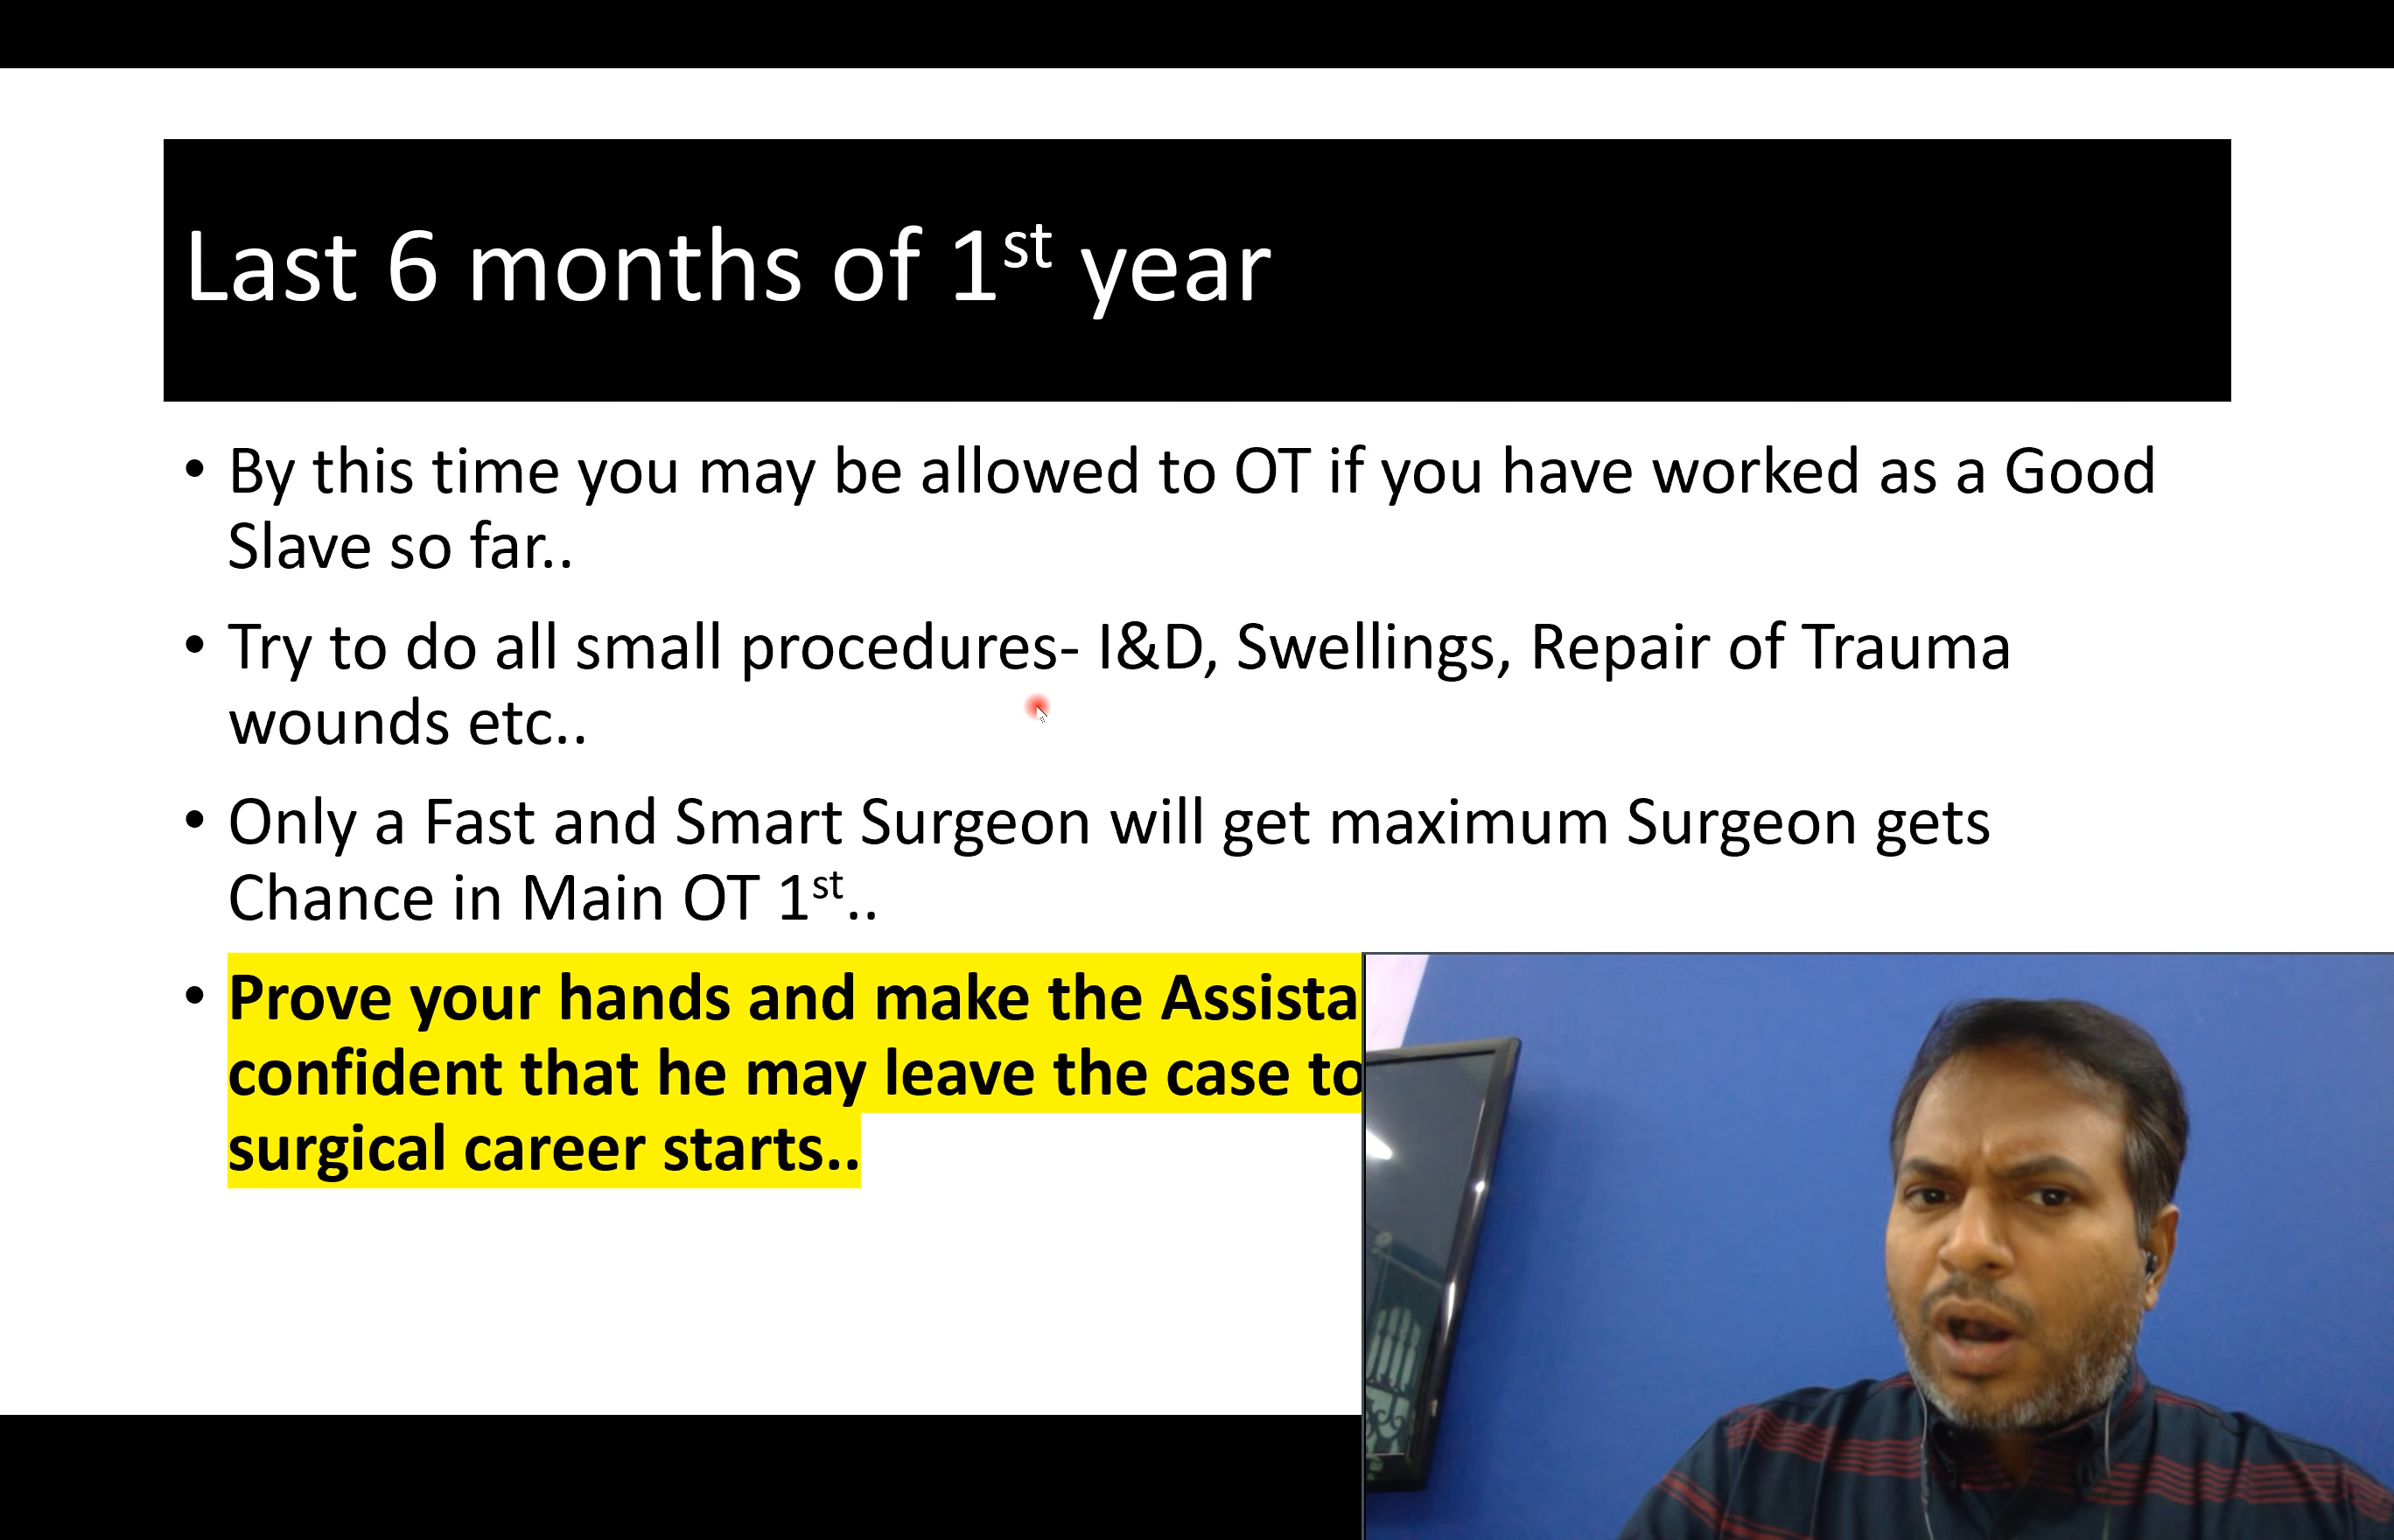 Last 6 months of 1st year
• By this time you may be allowed to OT if you have worked as a Good
Slave so far..
• Try to do all small procedures- I&D, Swellings, Repair of Trauma
wounds etc..
• Only a Fast and Smart Surgeon will get maximum Surgeon gets
Chance in Main OT 1st..
• Prove your hands and make the
confident that he may leave the case to
surgical career starts..